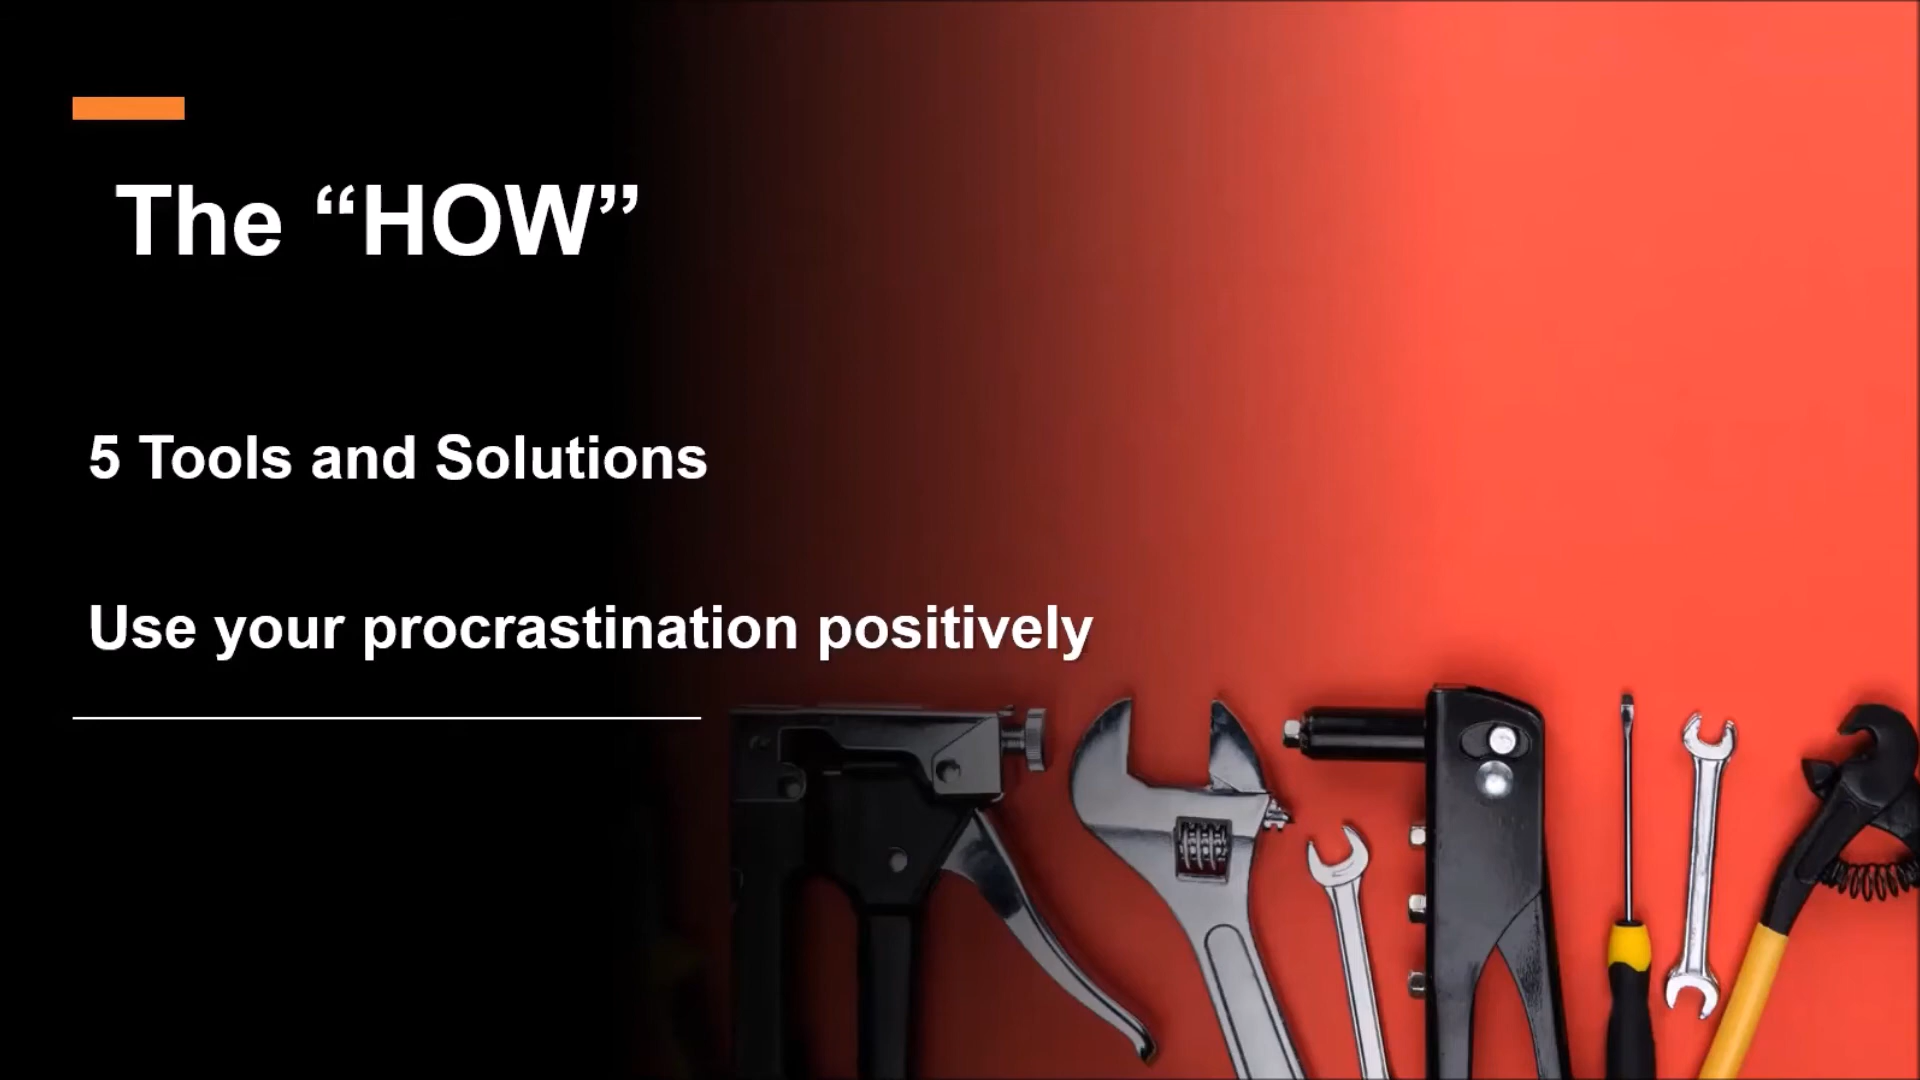 The “HOW”
5 Tools and Solutions
Use your procrastination positively